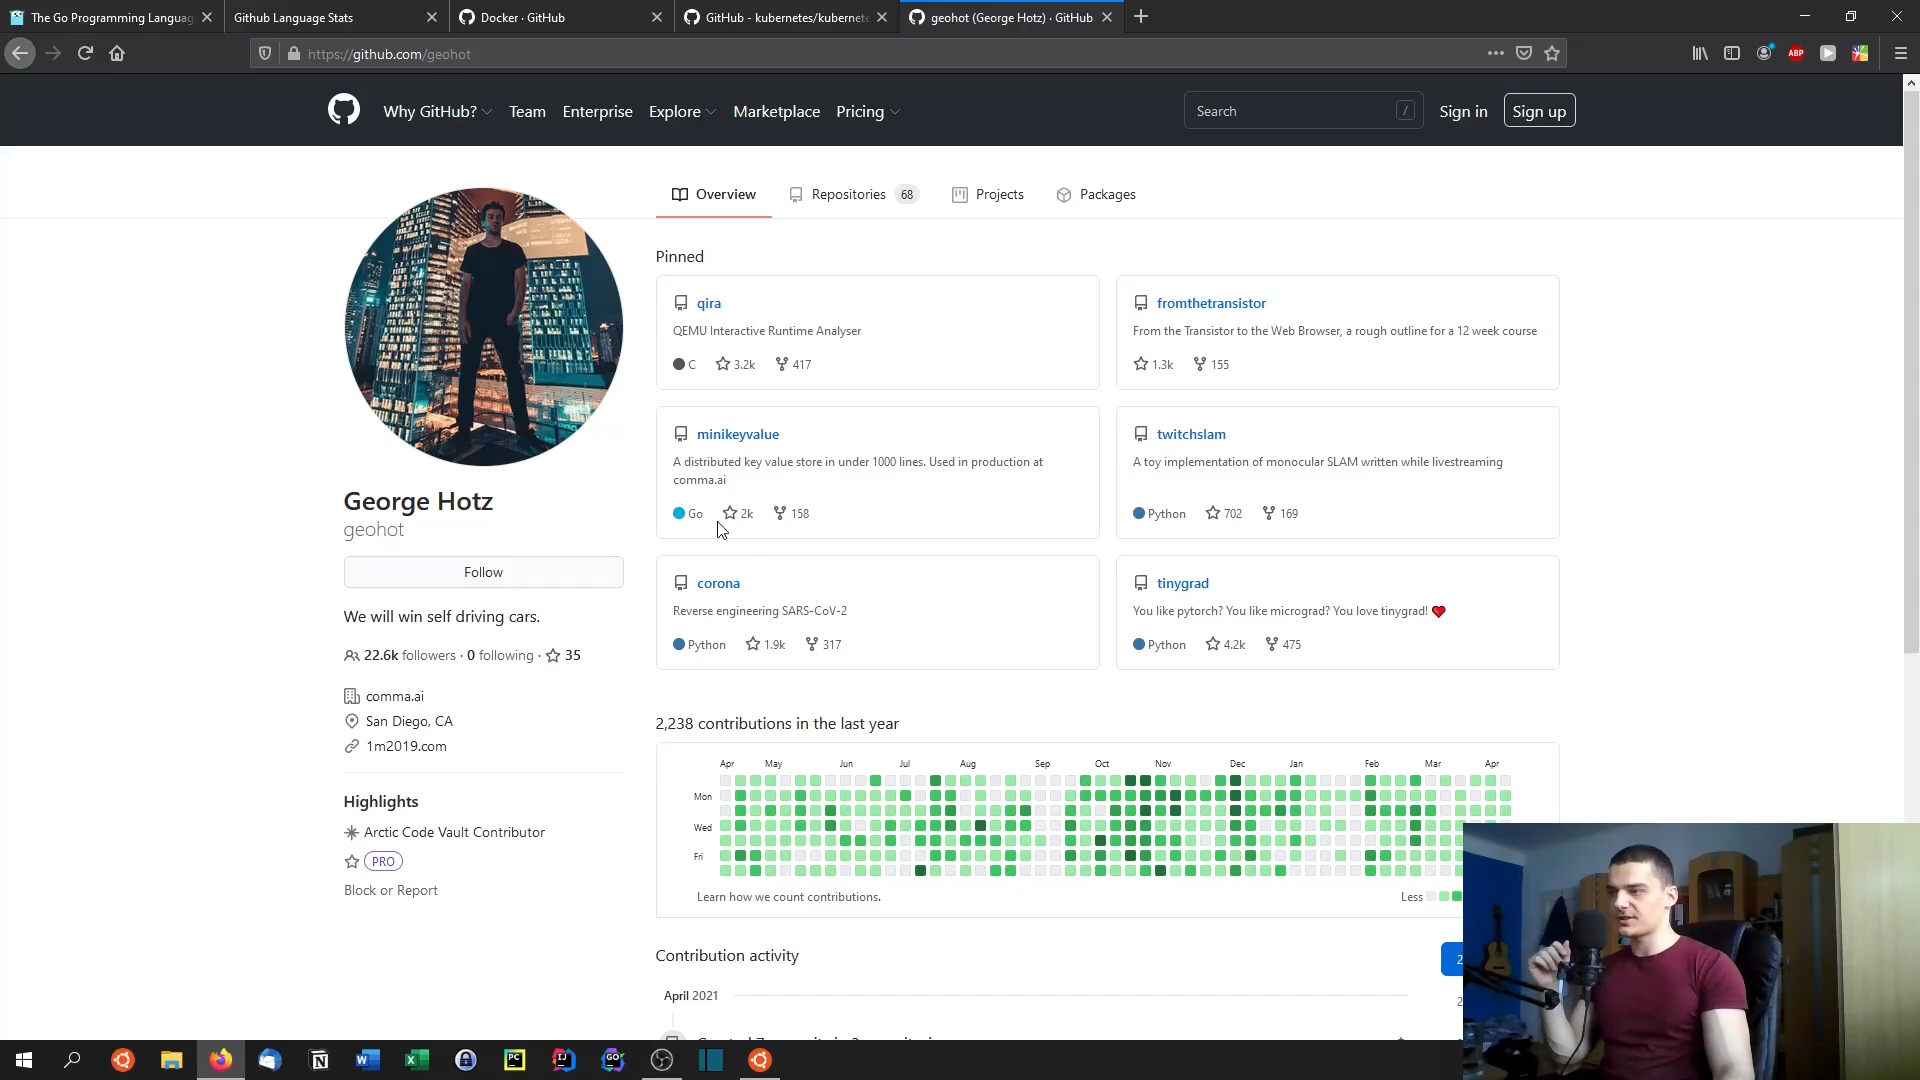 The Go Programming Languag
Github Language Stats
Docker · GitHub
GitHub - kubernetes/kubernete
geohot (George Hotz) · GitHub
https://github.com/geohot
ABP
Why GitHub?
Team
Enterprise
Explore
Marketplace
Pricing
Search
/
Sign in
Sign up
Overview
Repositories 68
Projects
Packages
Pinned
qira
QEMU Interactive Runtime Analyser
C 3.2k 417
fromthetransistor
From the Transistor to the Web Browser, a rough outline for a 12 week course
1.3k 155
minikeyvalue
A distributed key value store in under 1000 lines. Used in production at
comma.ai
Go 2k 158
twitchslam
A toy implementation of monocular SLAM written while livestreaming
Python 702 169
corona
Reverse engineering SARS-CoV-2
Python 1.9k 317
tinygrad
You like pytorch? You like micrograd? You love tinygrad! ❤
Python 4.2k 475
George Hotz
geohot
Follow
We will win self driving cars.
22.6k followers · 0 following · 35
comma.ai
San Diego, CA
1m2019.com
Highlights
Arctic Code Vault Contributor
PRO
Block or Report
2,238 contributions in the last year
Apr May Jun Jul Aug Sep Oct Nov Dec Jan Feb Mar Apr
Mon
Wed
Fri
Learn how we count contributions.
Less
Contribution activity
2
April 2021
2